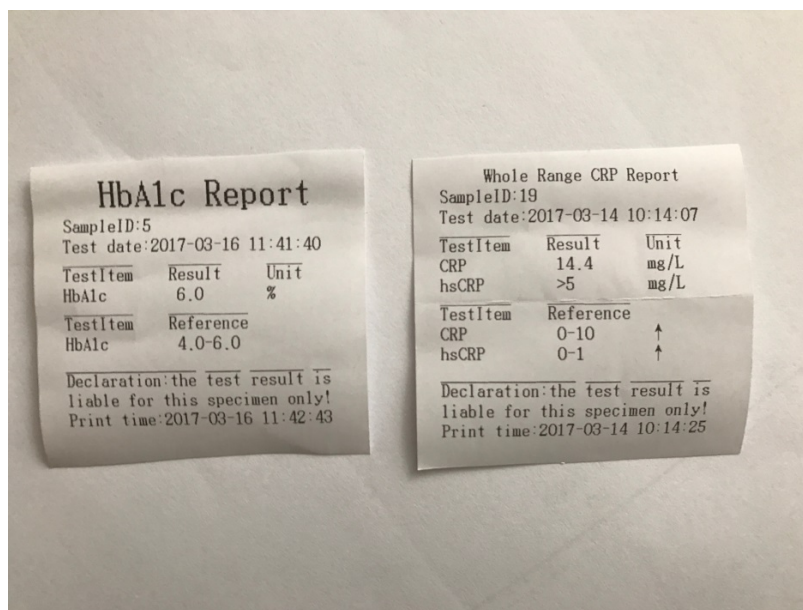 HbA1c Report
SampleID:5
Test date:2017-03-16 11:41:40
TestItem Result Unit
HbA1c 6.0 %
TestItem Reference
HbA1c 4.0-6.0
Declaration:the test result is
liable for this specimen only!
Print time:2017-03-16 11:42:43
Whole Range CRP Report
SampleID:19
Test date:2017-03-14 10:14:07
TestItem Result Unit
CRP 14.4 mg/L
hsCRP >5 mg/L
TestItem Reference
CRP 0-10 ↑
hsCRP 0-1 ↑
Declaration:the test result is
liable for this specimen only!
Print time:2017-03-14 10:14:25